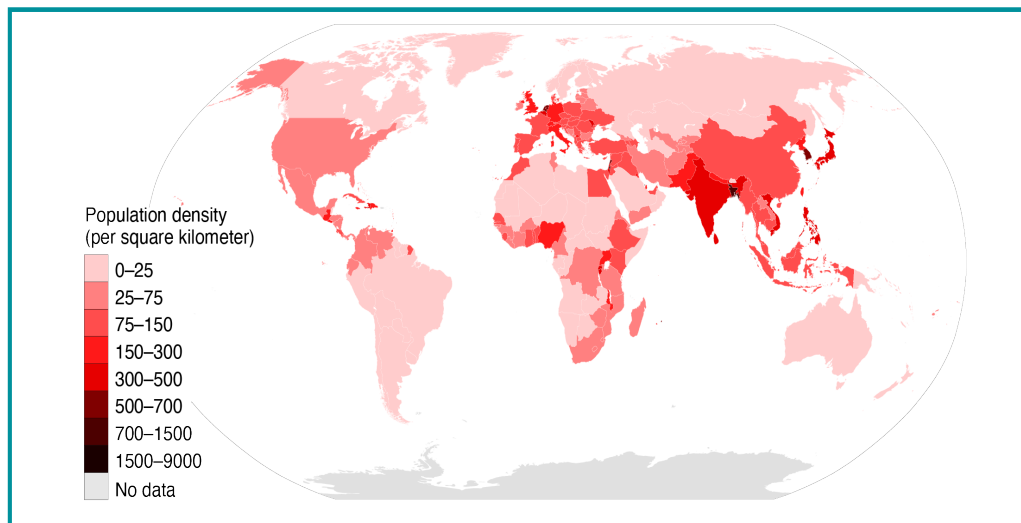 Population density
(per square kilometer)
0–25
25–75
75–150
150–300
300–500
500–700
700–1500
1500–9000
No data